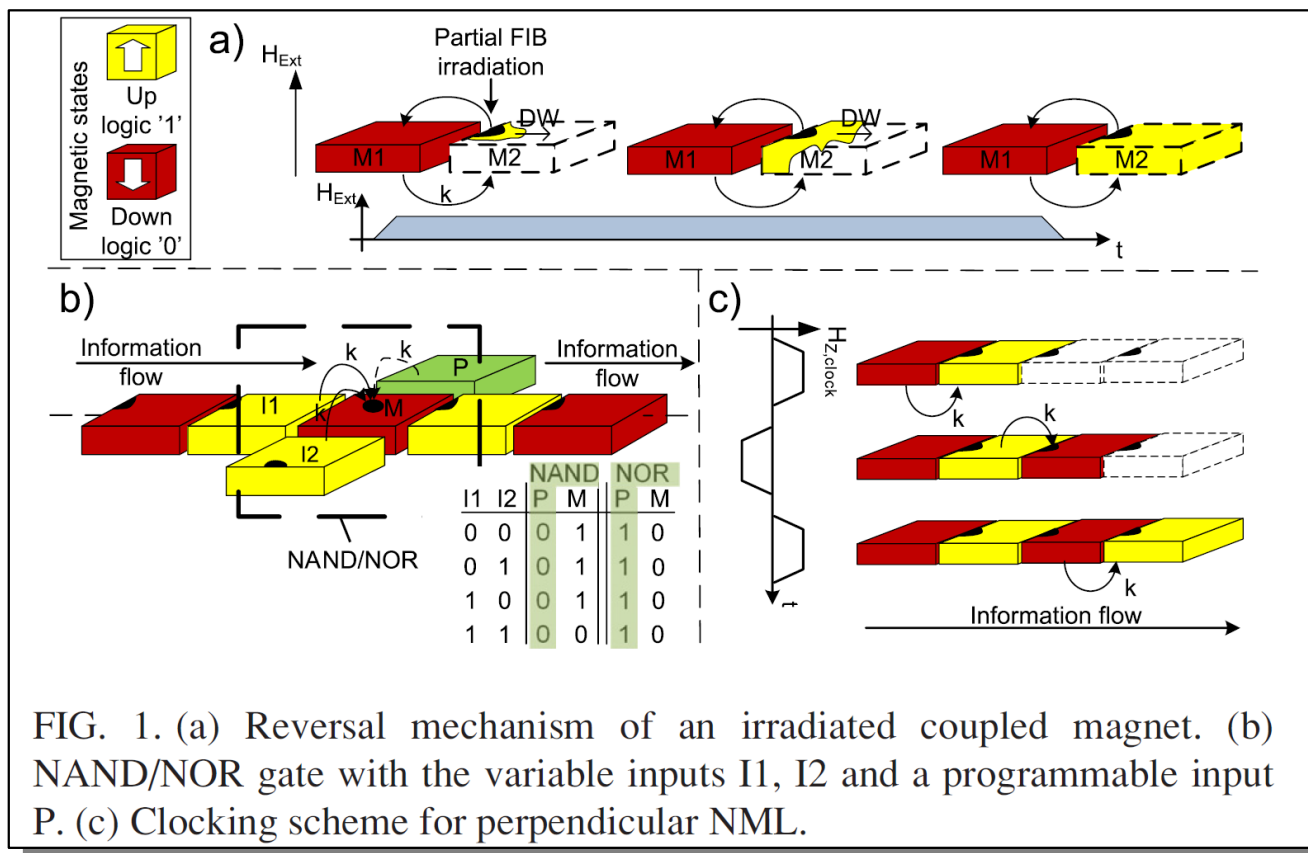 Magnetic states
Up
logic '1'
Down
logic '0'
a)
H_Ext
Partial FIB
irradiation
DW
M1
M2
k
DW
M1
M2
M1
M2
H_Ext
t
b)
Information
flow
k
k
P
Information
flow
I1
k
M
I2
NAND NOR
I1 I2 P M P M
0 0 0 1 1 0
0 1 0 1 1 0
1 0 0 1 1 0
1 1 0 0 1 0
NAND/NOR
c)
H_Z,clock
k
k
k
t
Information flow
FIG. 1. (a) Reversal mechanism of an irradiated coupled magnet. (b)
NAND/NOR gate with the variable inputs I1, I2 and a programmable input
P. (c) Clocking scheme for perpendicular NML.